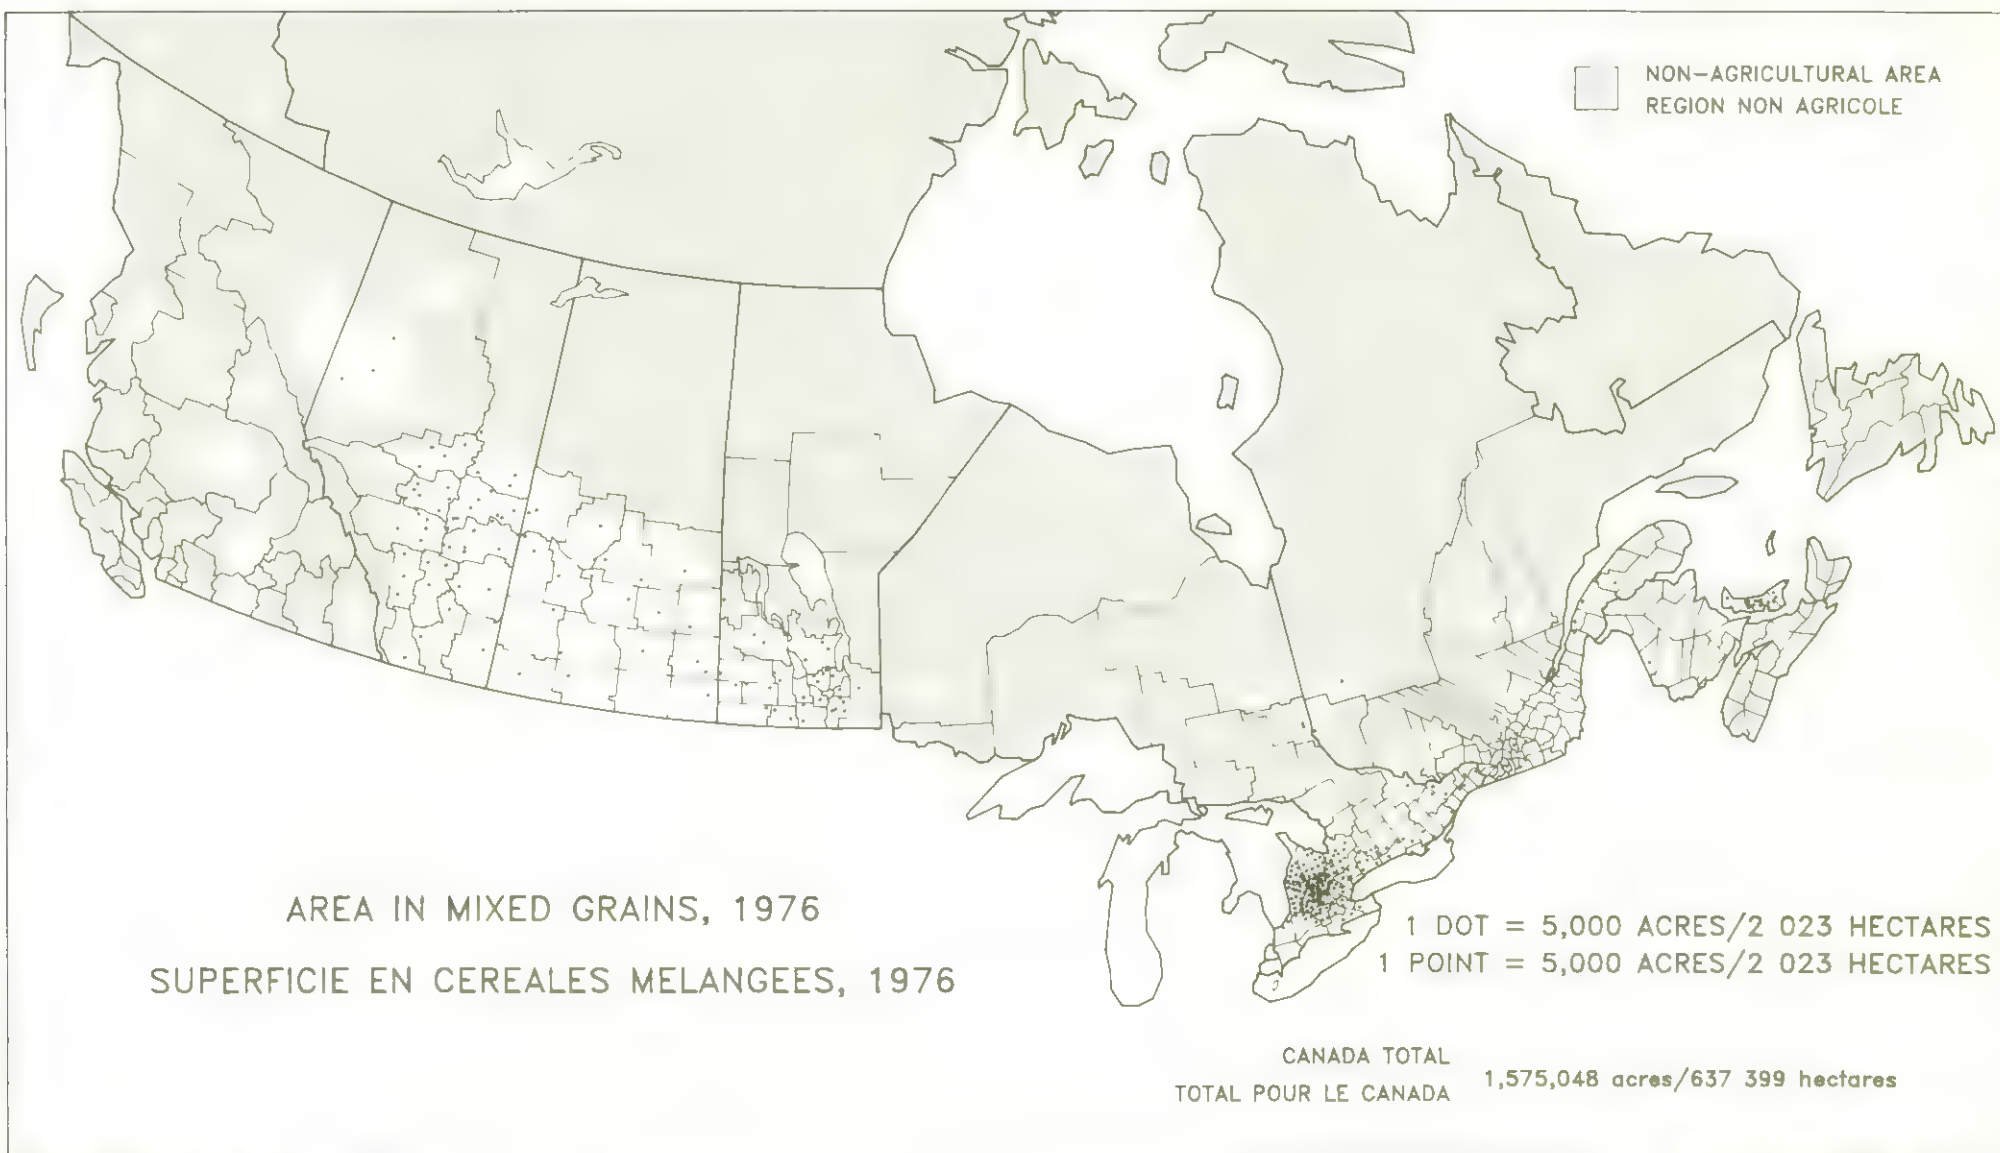 NON-AGRICULTURAL AREA
REGION NON AGRICOLE
AREA IN MIXED GRAINS, 1976
SUPERFICIE EN CEREALES MELANGEES, 1976
1 DOT = 5,000 ACRES/2 023 HECTARES
1 POINT = 5,000 ACRES/2 023 HECTARES
CANADA TOTAL
TOTAL POUR LE CANADA
1,575,048 acres/637 399 hectares